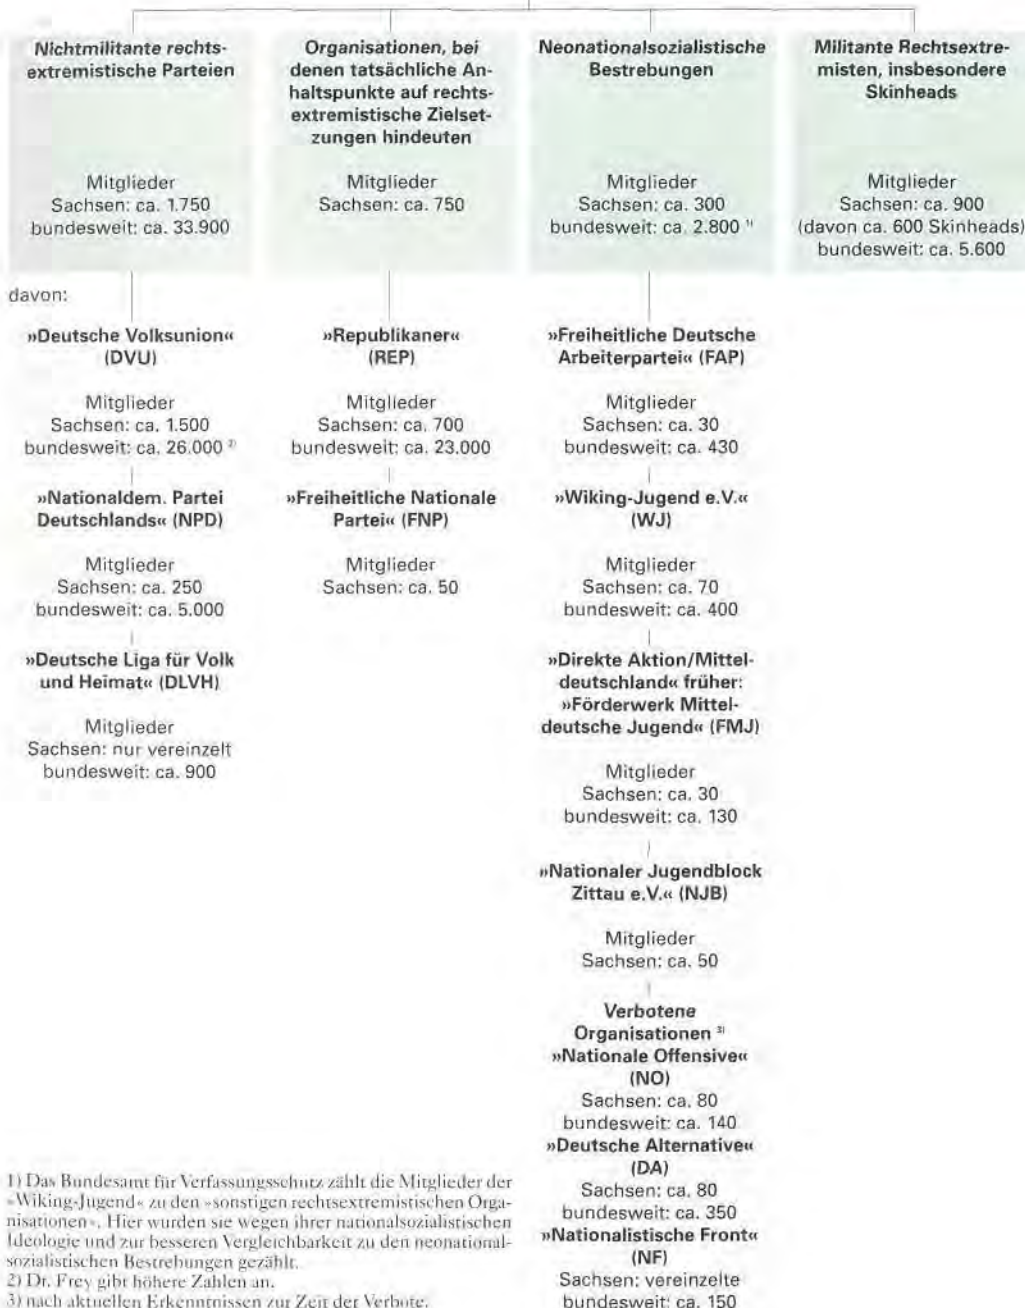 Nichtmilitante rechts-
extremistische Parteien
Mitglieder
Sachsen: ca. 1.750
bundesweit: ca. 33.900
Organisationen, bei
denen tatsächliche An-
haltspunkte auf rechts-
extremistische Zielset-
zungen hindeuten
Mitglieder
Sachsen: ca. 750
Neonationalsozialistische
Bestrebungen
Mitglieder
Sachsen: ca. 300
bundesweit: ca. 2.800 ¹⁾
Militante Rechtsextre-
misten, insbesondere
Skinheads
Mitglieder
Sachsen: ca. 900
(davon ca. 600 Skinheads)
bundesweit: ca. 5.600
davon:
»Deutsche Volksunion«
(DVU)
Mitglieder
Sachsen: ca. 1.500
bundesweit: ca. 26.000 ²⁾
»Nationaldem. Partei
Deutschlands« (NPD)
Mitglieder
Sachsen: ca. 250
bundesweit: ca. 5.000
»Deutsche Liga für Volk
und Heimat« (DLVH)
Mitglieder
Sachsen: nur vereinzelt
bundesweit: ca. 900
»Republikaner«
(REP)
Mitglieder
Sachsen: ca. 700
bundesweit: ca. 23.000
»Freiheitliche Nationale
Partei« (FNP)
Mitglieder
Sachsen: ca. 50
»Freiheitliche Deutsche
Arbeiterpartei« (FAP)
Mitglieder
Sachsen: ca. 30
bundesweit: ca. 430
»Wiking-Jugend e.V.«
(WJ)
Mitglieder
Sachsen: ca. 70
bundesweit: ca. 400
»Direkte Aktion/Mittel-
deutschland« früher:
»Förderwerk Mittel-
deutsche Jugend« (FMJ)
Mitglieder
Sachsen: ca. 30
bundesweit: ca. 130
»Nationaler Jugendblock
Zittau e.V.« (NJB)
Mitglieder
Sachsen: ca. 50
Verbotene
Organisationen ³⁾
»Nationale Offensive«
(NO)
Sachsen: ca. 80
bundesweit: ca. 140
»Deutsche Alternative«
(DA)
Sachsen: ca. 80
bundesweit: ca. 350
»Nationalistische Front«
(NF)
Sachsen: vereinzelte
bundesweit: ca. 150
1) Das Bundesamt für Verfassungsschutz zählt die Mitglieder der
»Wiking-Jugend« zu den »sonstigen rechtsextremistischen Orga-
nisationen«. Hier wurden sie wegen ihrer nationalsozialistischen
Ideologie und zur besseren Vergleichbarkeit zu den neonational-
sozialistischen Bestrebungen gezählt.
2) Dr. Frey gibt höhere Zahlen an.
3) nach aktuellen Erkenntnissen zur Zeit der Verbote.